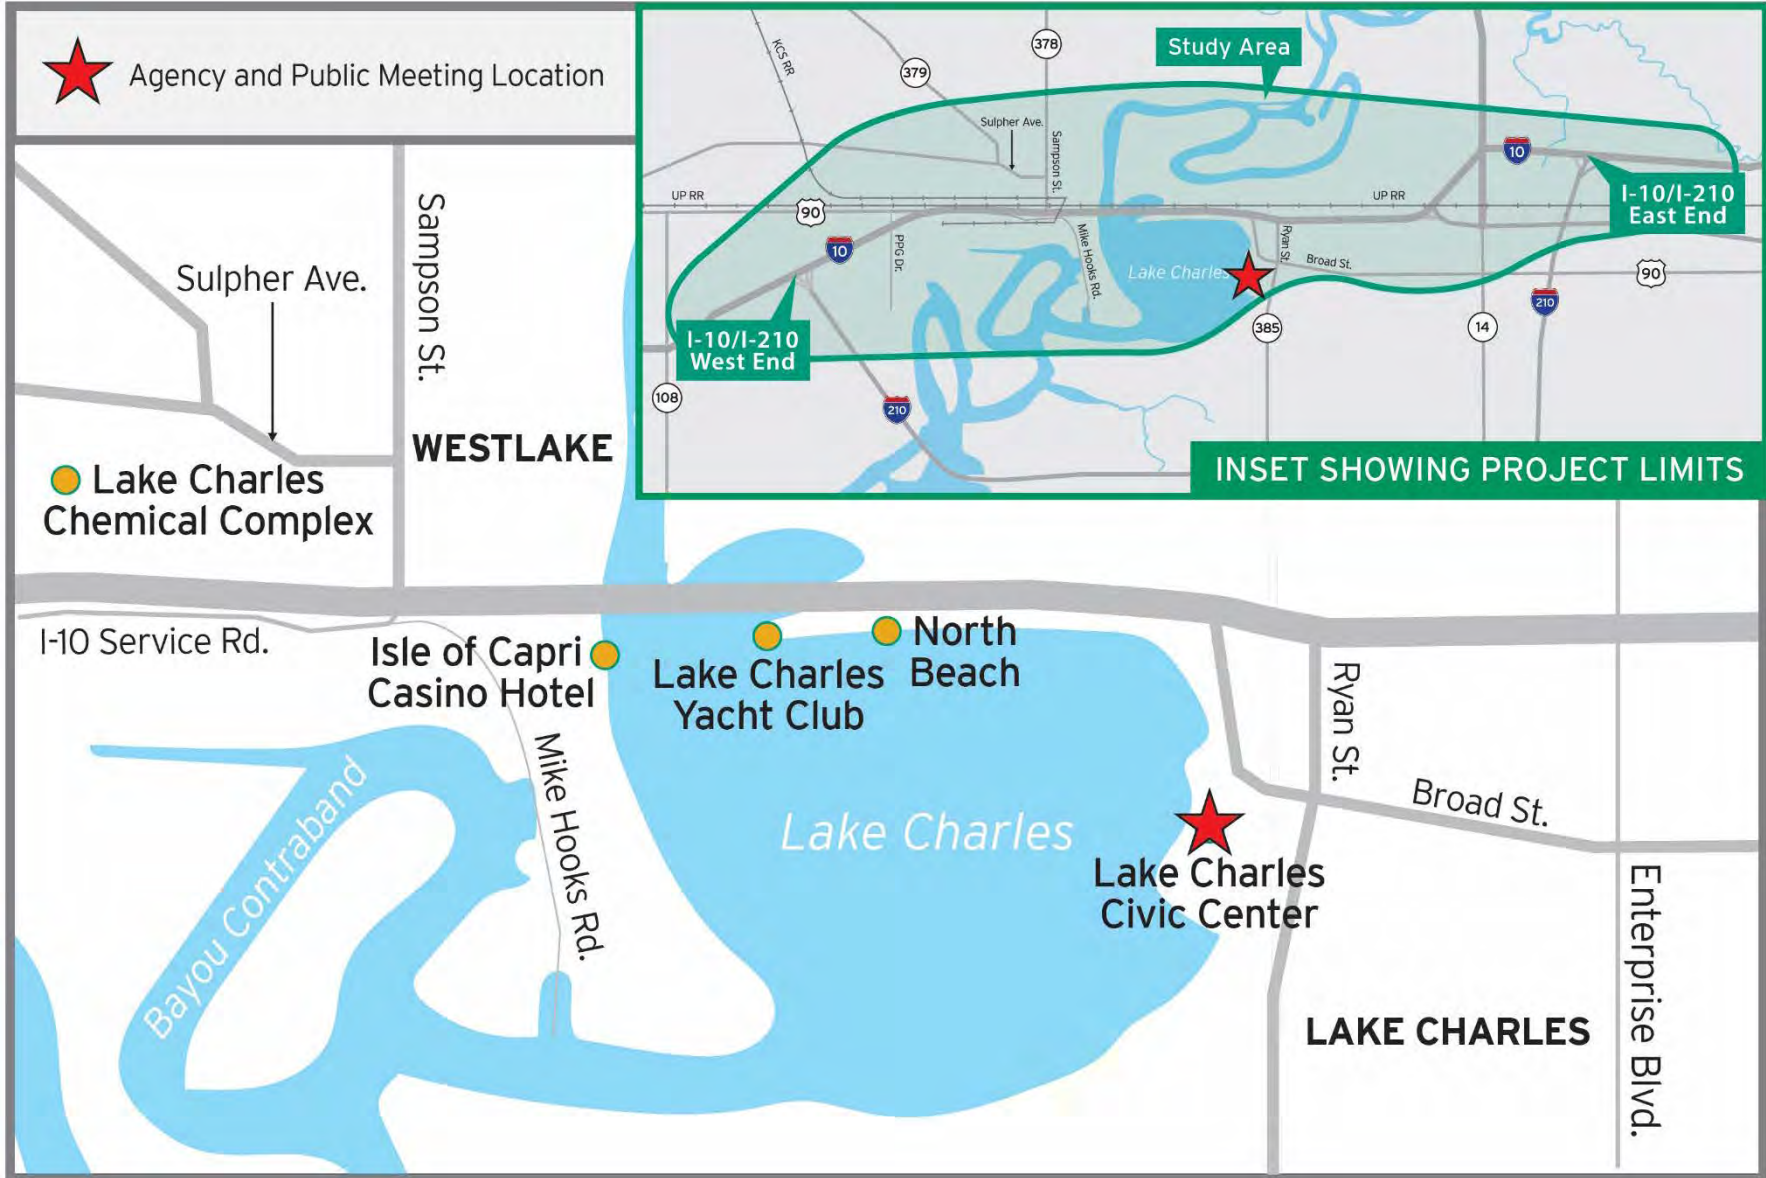 Agency and Public Meeting Location
KCS RR
379
378
Study Area
Sulpher Ave.
Sampson St.
10
I-10/I-210
East End
UP RR
90
UP RR
10
PPG Dr.
Mike Hooks Rd.
Lake Charles
Ryan St.
Broad St.
90
I-10/I-210
West End
108
210
385
14
210
INSET SHOWING PROJECT LIMITS
Sulpher Ave.
Sampson St.
WESTLAKE
Lake Charles
Chemical Complex
I-10 Service Rd.
Isle of Capri
Casino Hotel
Lake Charles
Yacht Club
North
Beach
Ryan St.
Mike Hooks Rd.
Bayou Contraband
Lake Charles
Broad St.
Lake Charles
Civic Center
Enterprise Blvd.
LAKE CHARLES